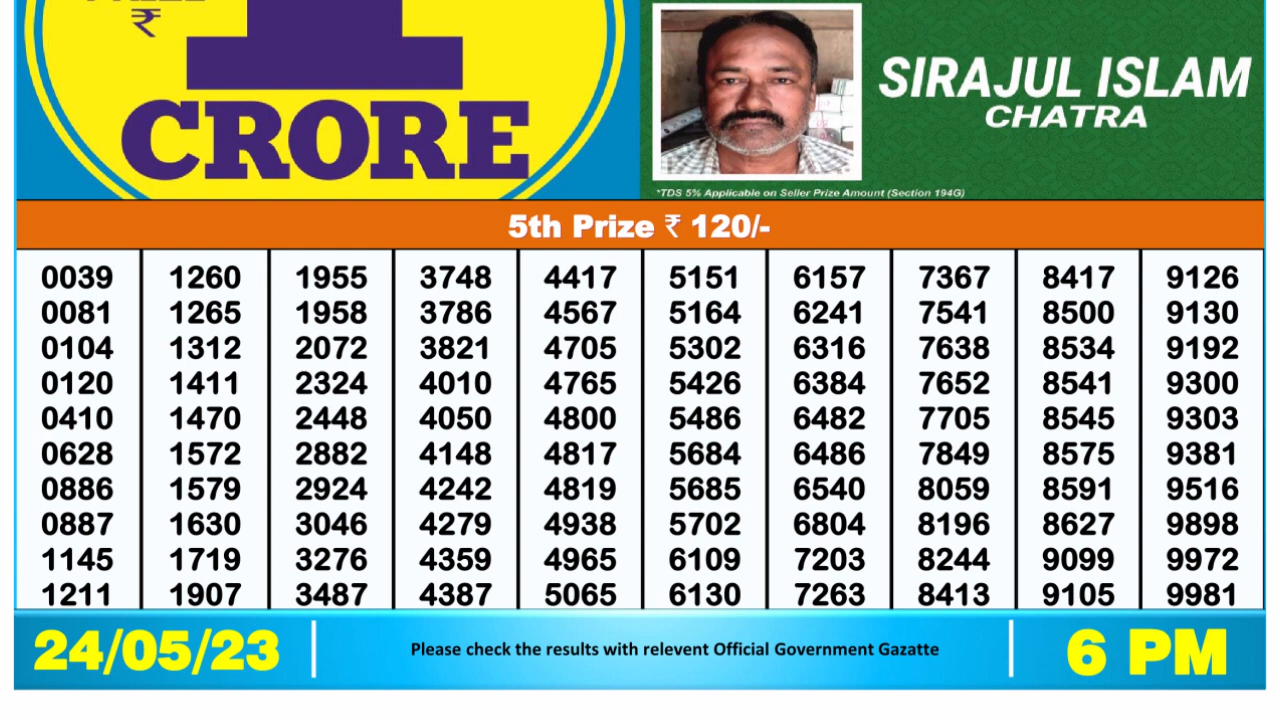 ₹
CRORE
SIRAJUL ISLAM
CHATRA
*TDS 5% Applicable on Seller Prize Amount (Section 194G)
5th Prize ₹ 120/-
0039 1260 1955 3748 4417 5151 6157 7367 8417 9126
0081 1265 1958 3786 4567 5164 6241 7541 8500 9130
0104 1312 2072 3821 4705 5302 6316 7638 8534 9192
0120 1411 2324 4010 4765 5426 6384 7652 8541 9300
0410 1470 2448 4050 4800 5486 6482 7705 8545 9303
0628 1572 2882 4148 4817 5684 6486 7849 8575 9381
0886 1579 2924 4242 4819 5685 6540 8059 8591 9516
0887 1630 3046 4279 4938 5702 6804 8196 8627 9898
1145 1719 3276 4359 4965 6109 7203 8244 9099 9972
1211 1907 3487 4387 5065 6130 7263 8413 9105 9981
24/05/23 Please check the results with relevent Official Government Gazatte 6 PM